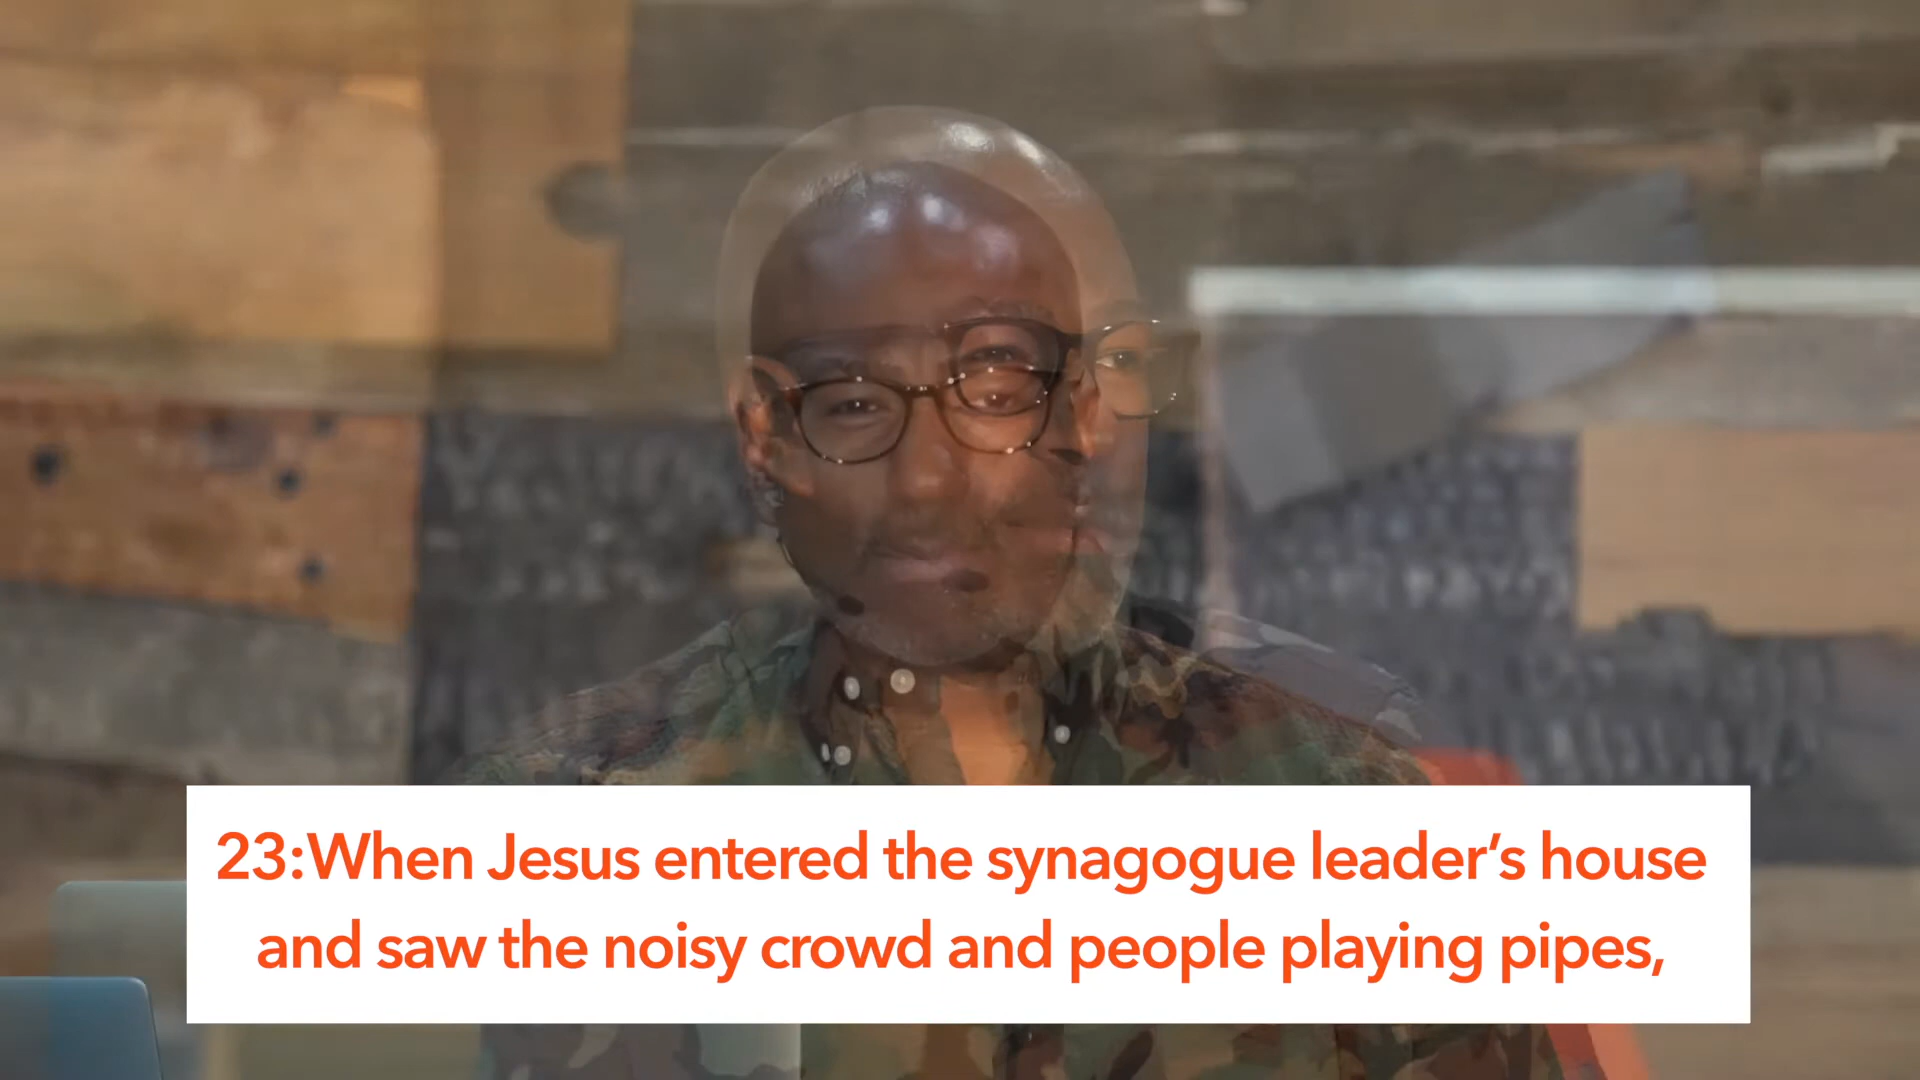 23:When Jesus entered the synagogue leader’s house
and saw the noisy crowd and people playing pipes,